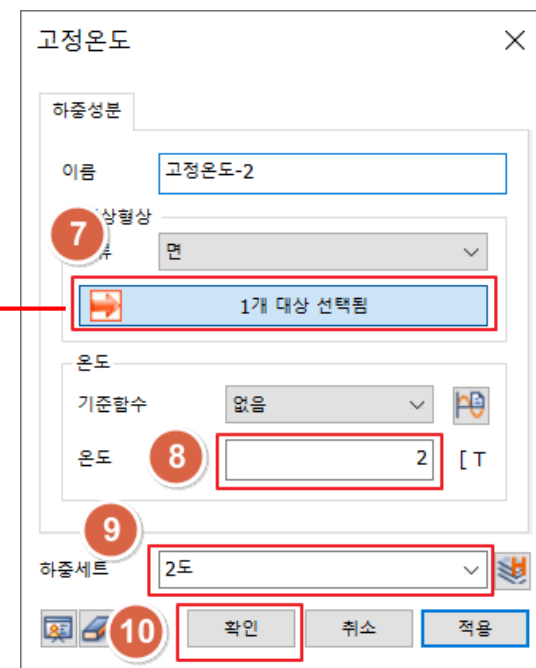 고정온도
하중성분
이름 고정온도-2
상형상
7
면
1개 대상 선택됨
온도
기준함수 없음
온도 8 2 [ T
9
하중세트 2도
10 확인 취소 적용